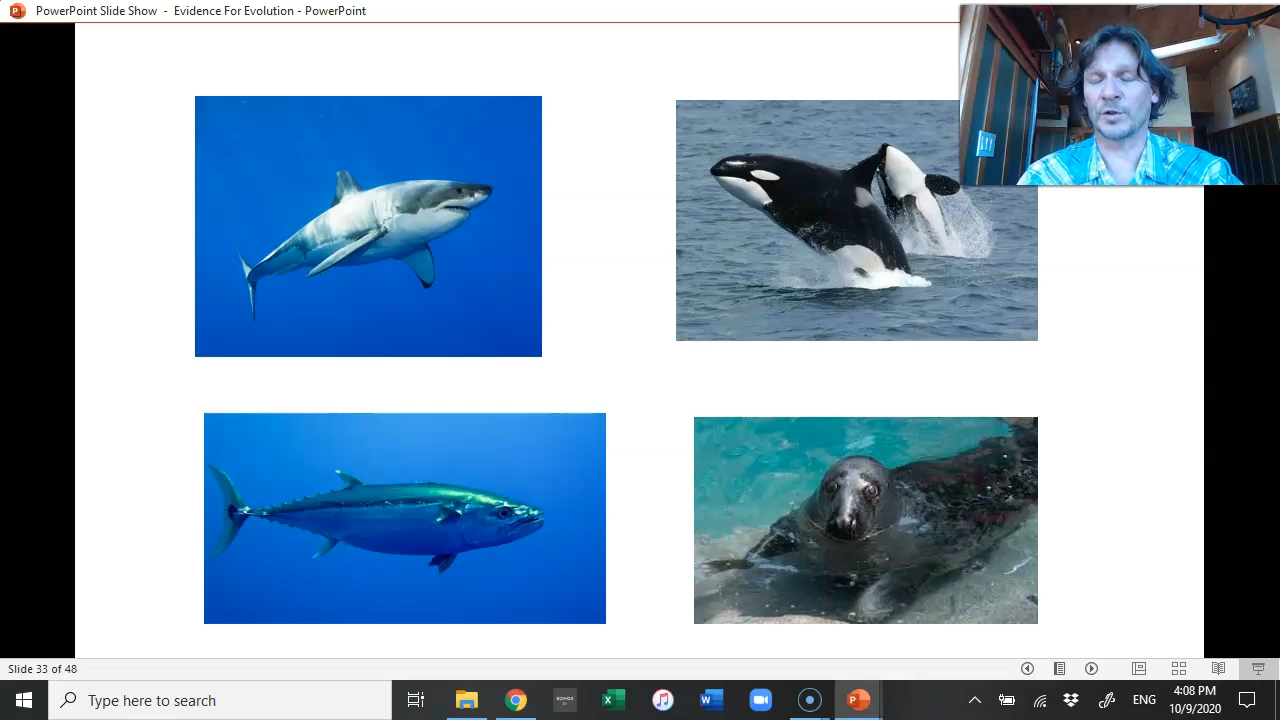 PowerPoint Slide Show - Evidence For Evolution - PowerPoint
Slide 33 of 48
Type here to search
SONOS
ENG
4:08 PM
10/9/2020